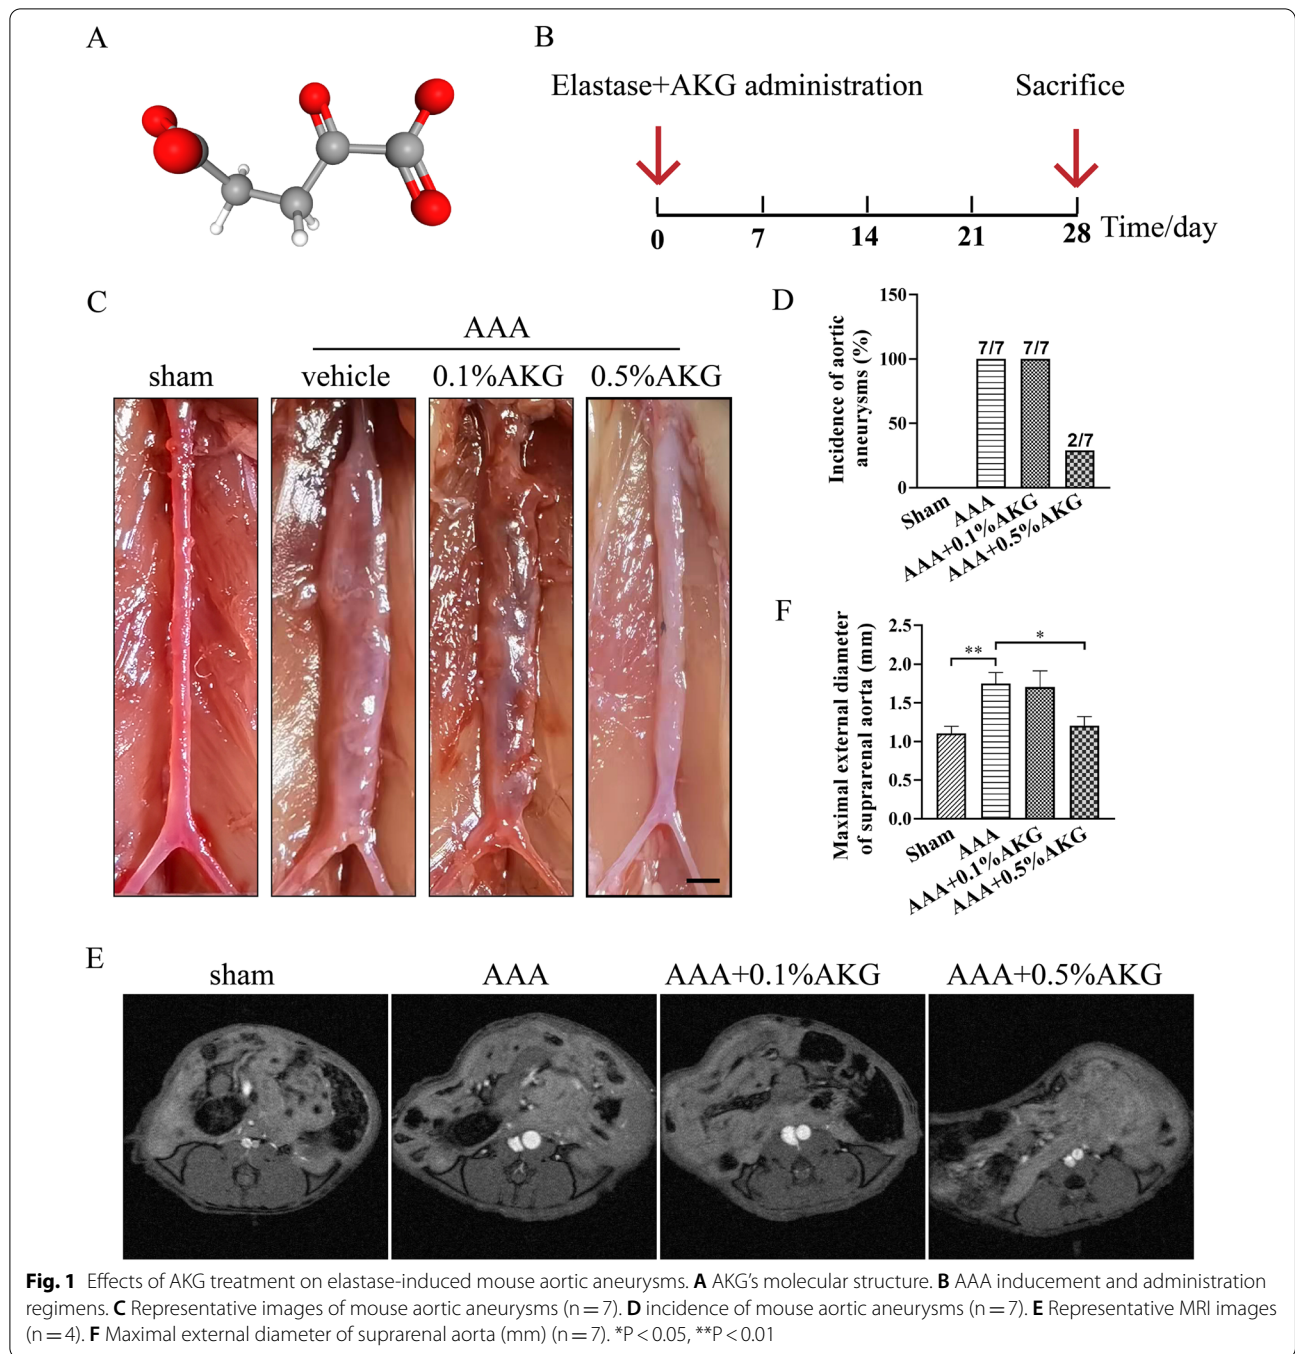 A
B
Elastase+AKG administration
Sacrifice
0
7
14
21
28
Time/day
C
AAA
sham
vehicle
0.1%AKG
0.5%AKG
D
Incidence of aortic
aneurysms (%)
150
100
50
0
7/7
7/7
2/7
Sham
AAA
AAA+0.1%AKG
AAA+0.5%AKG
F
Maximal external diameter
of suprarenal aorta (mm)
2.5
2.0
1.5
1.0
0.5
0.0
**
*
Sham
AAA
AAA+0.1%AKG
AAA+0.5%AKG
E
sham
AAA
AAA+0.1%AKG
AAA+0.5%AKG
Fig. 1 Effects of AKG treatment on elastase-induced mouse aortic aneurysms. A AKG's molecular structure. B AAA inducement and administration
regimens. C Representative images of mouse aortic aneurysms (n = 7). D incidence of mouse aortic aneurysms (n = 7). E Representative MRI images
(n = 4). F Maximal external diameter of suprarenal aorta (mm) (n = 7). *P < 0.05, **P < 0.01